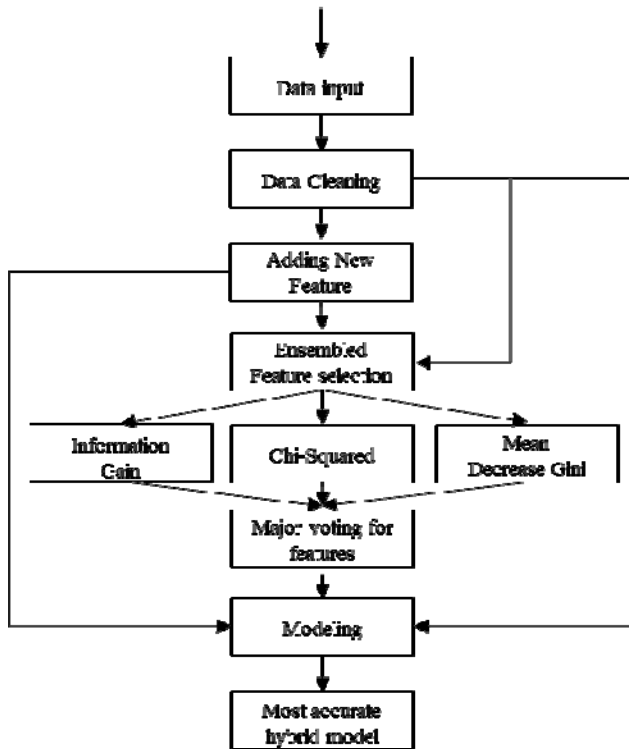 Data input
Data Cleaning
Adding New
Feature
Ensembled
Feature selection
Information
Gain
Chi-Squared
Mean
Decrease Gini
Major voting for
features
Modeling
Most accurate
hybrid model